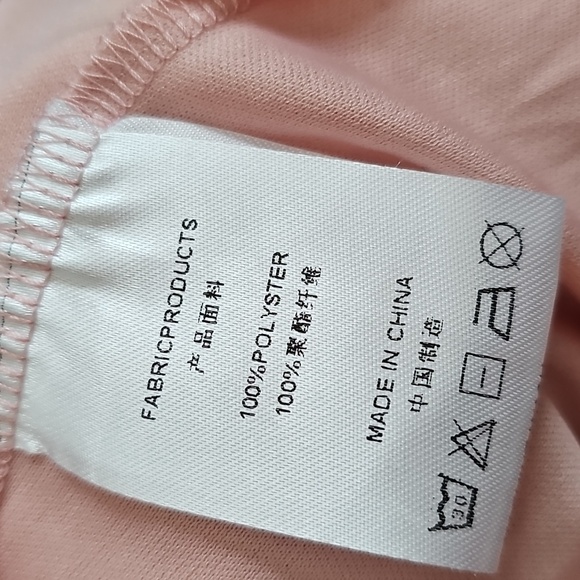 FABRICPRODUCTS
产品面料
100%POLYSTER
100%聚酯纤维
MADE IN CHINA
中国制造
30